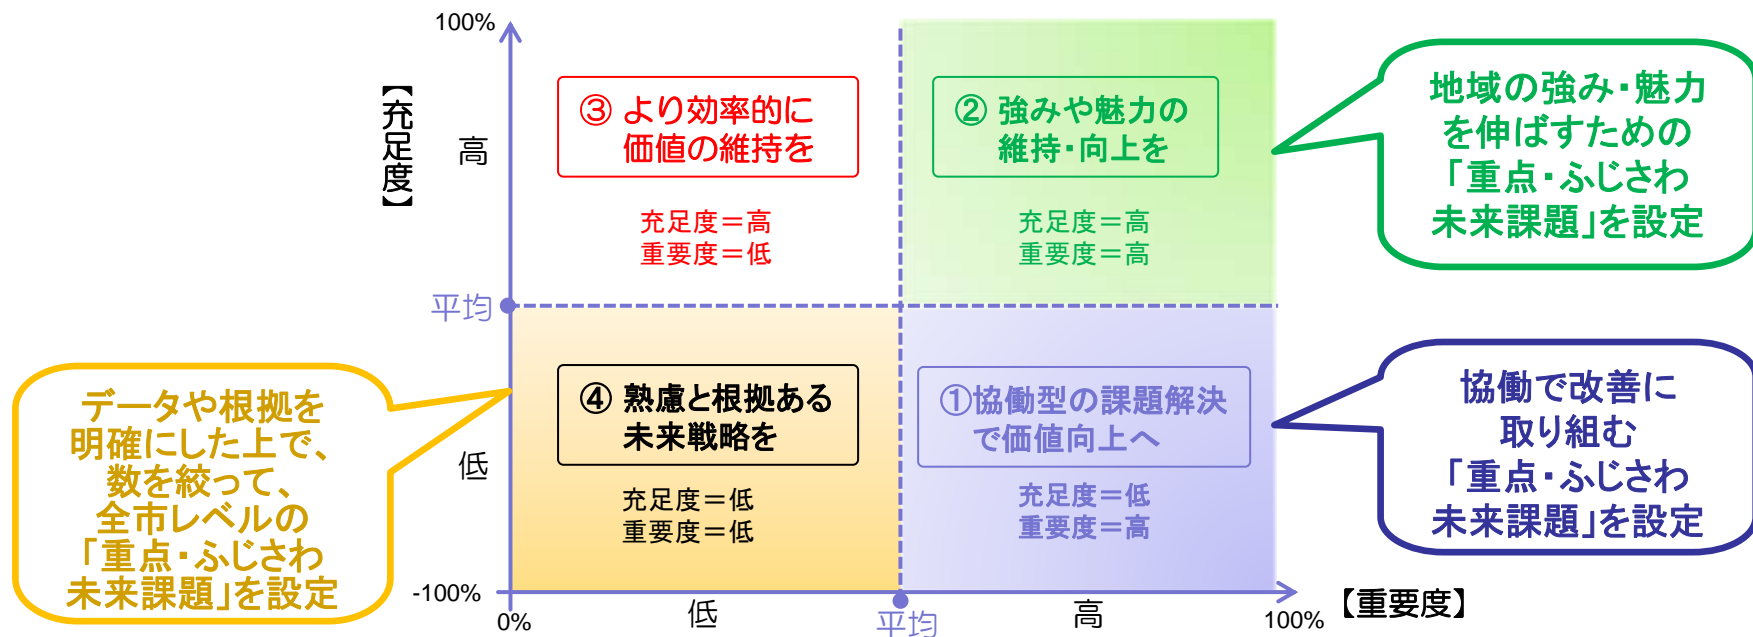 100%
【充足度】
高
③ より効率的に
価値の維持を
充足度＝高
重要度＝低
② 強みや魅力の
維持・向上を
充足度＝高
重要度＝高
地域の強み・魅力
を伸ばすための
「重点・ふじさわ
未来課題」を設定
平均
データや根拠を
明確にした上で、
数を絞って、
全市レベルの
「重点・ふじさわ
未来課題」を設定
低
④ 熟慮と根拠ある
未来戦略を
充足度＝低
重要度＝低
①協働型の課題解決
で価値向上へ
充足度＝低
重要度＝高
協働で改善に
取り組む
「重点・ふじさわ
未来課題」を設定
-100%
0%
低
平均
高
100%
【重要度】